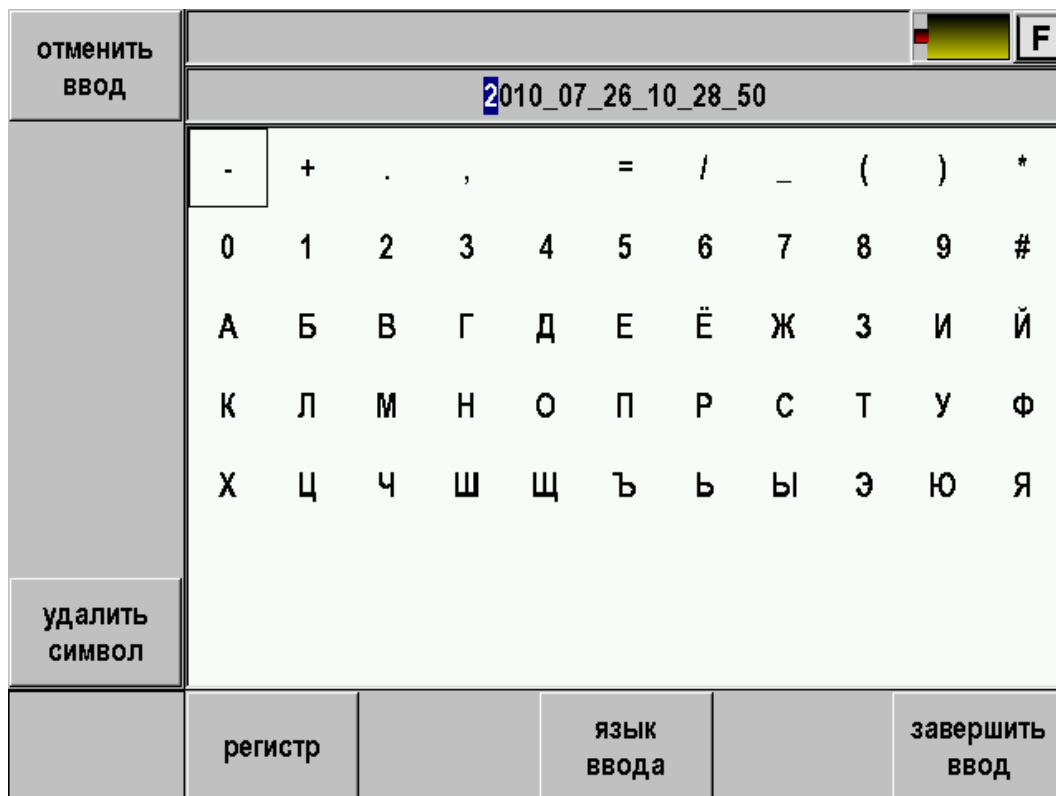 отменить
ввод
F
2010_07_26_10_28_50
- + . , = / _ ( ) *
0 1 2 3 4 5 6 7 8 9 #
А Б В Г Д Е Ё Ж З И Й
К Л М Н О П Р С Т У Ф
Х Ц Ч Ш Щ Ъ Ь Ы Э Ю Я
удалить
символ
регистр
язык
ввода
завершить
ввод